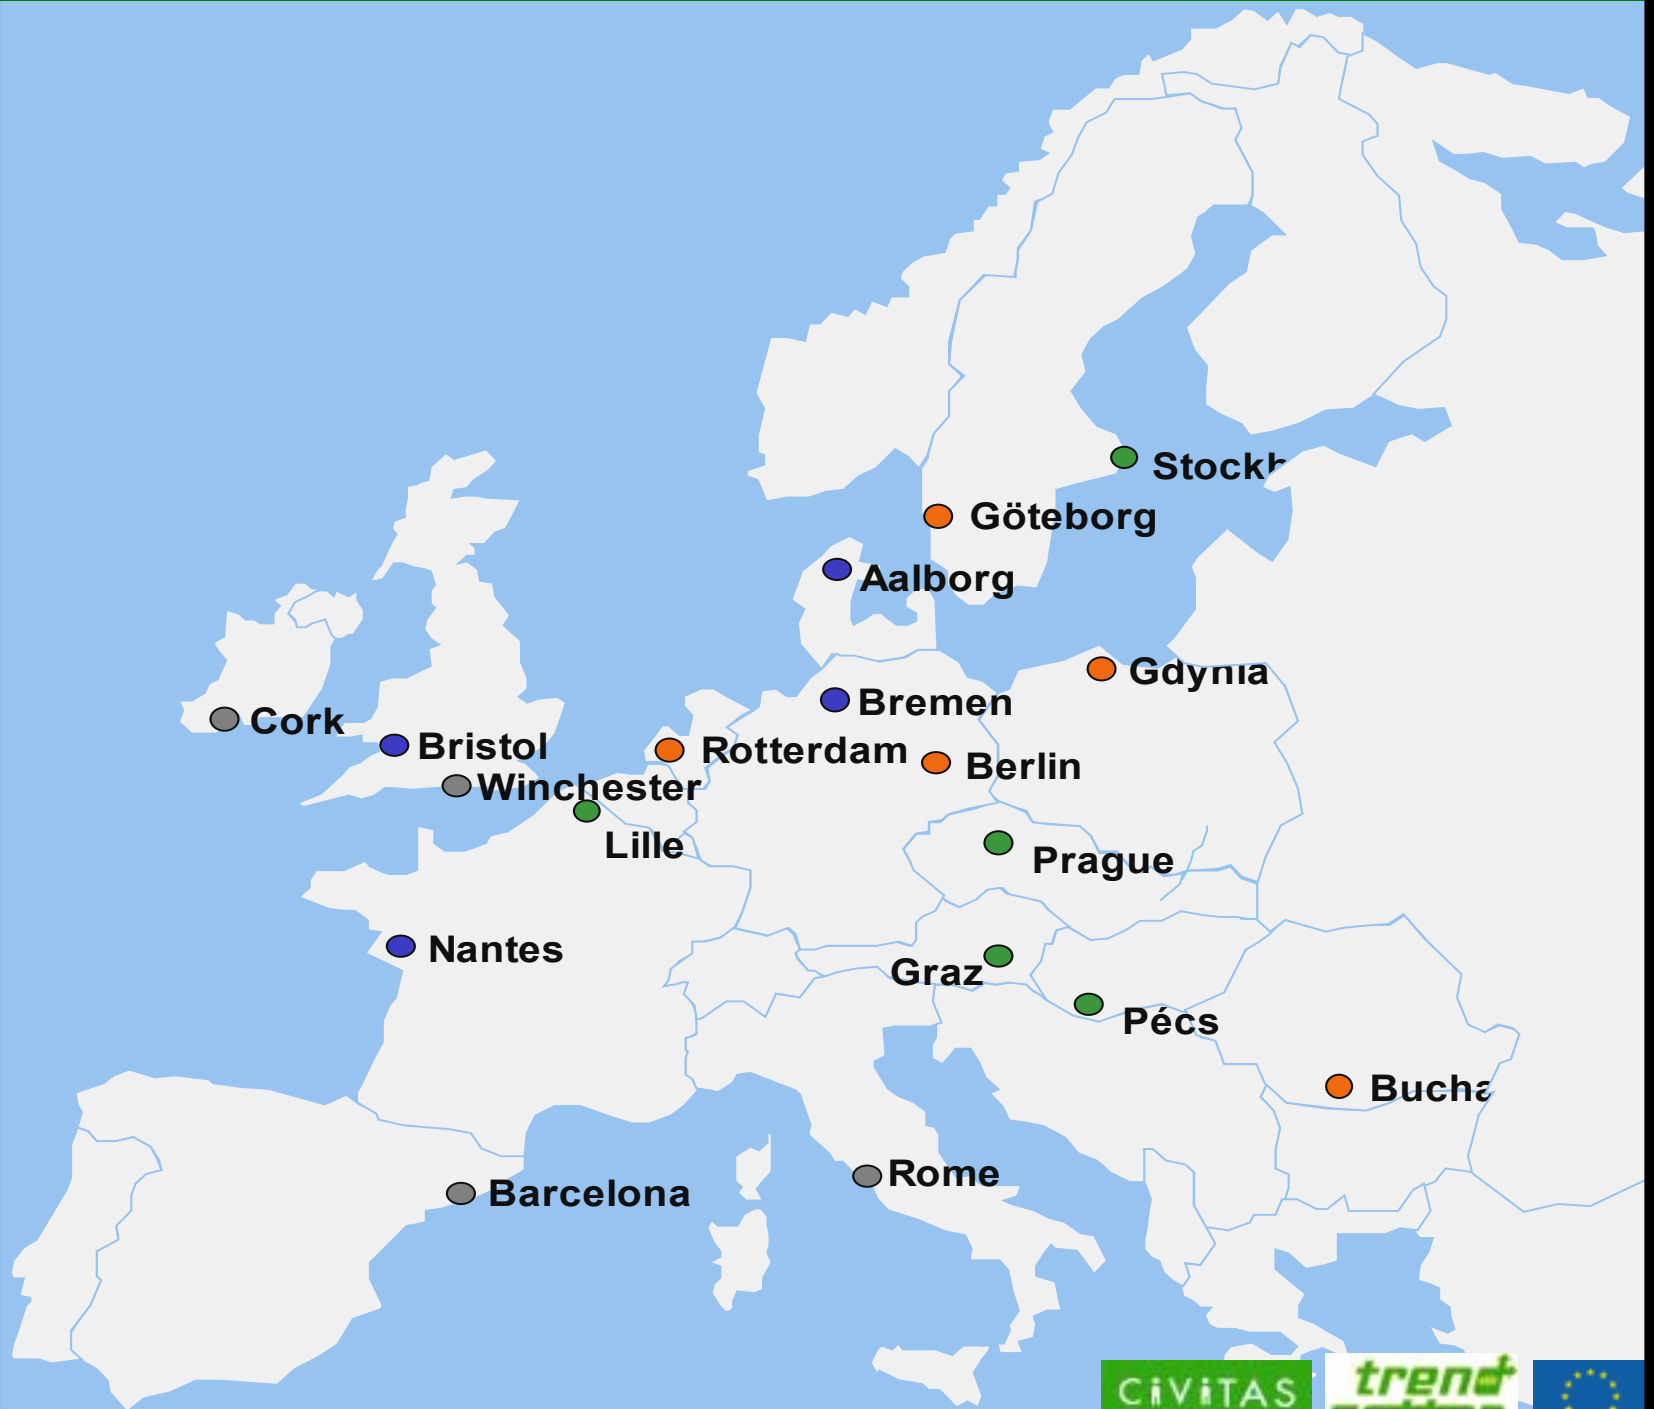 Stockh
Göteborg
Aalborg
Gdynia
Bremen
Cork
Bristol
Rotterdam
Berlin
Winchester
Lille
Prague
Nantes
Graz
Pécs
Bucha
Rome
Barcelona
CiViTAS
trend